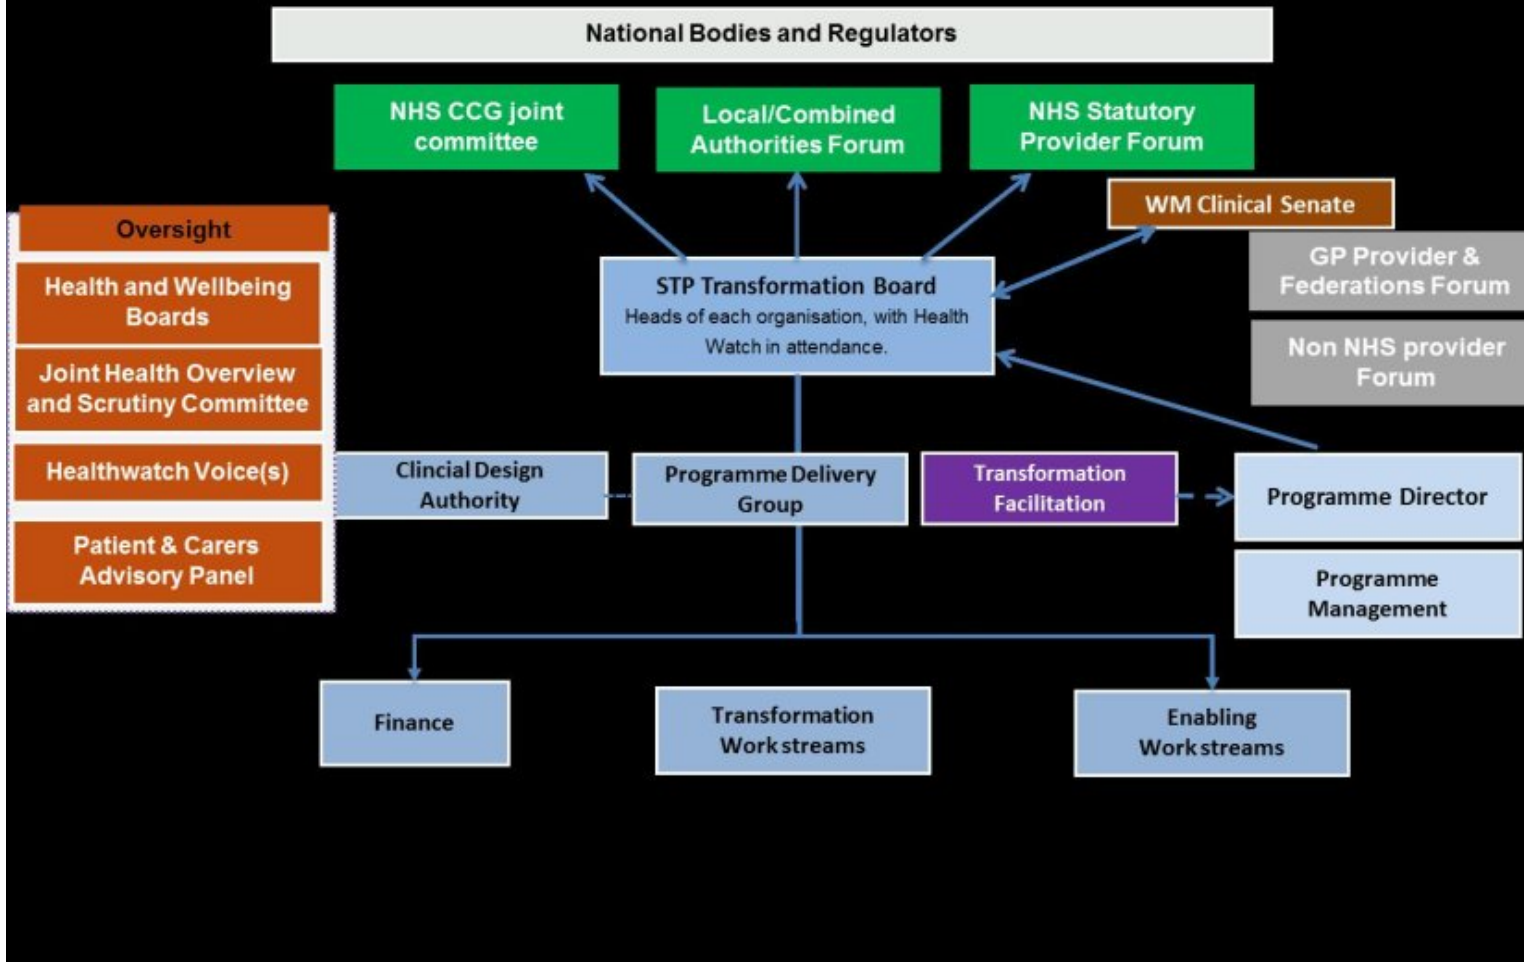 National Bodies and Regulators
NHS CCG joint
committee
Local/Combined
Authorities Forum
NHS Statutory
Provider Forum
WM Clinical Senate
GP Provider &
Federations Forum
Non NHS provider
Forum
Oversight
Health and Wellbeing
Boards
Joint Health Overview
and Scrutiny Committee
Healthwatch Voice(s)
Patient & Carers
Advisory Panel
STP Transformation Board
Heads of each organisation, with Health
Watch in attendance.
Clincial Design
Authority
Programme Delivery
Group
Transformation
Facilitation
Programme Director
Programme
Management
Finance
Transformation
Work streams
Enabling
Work streams